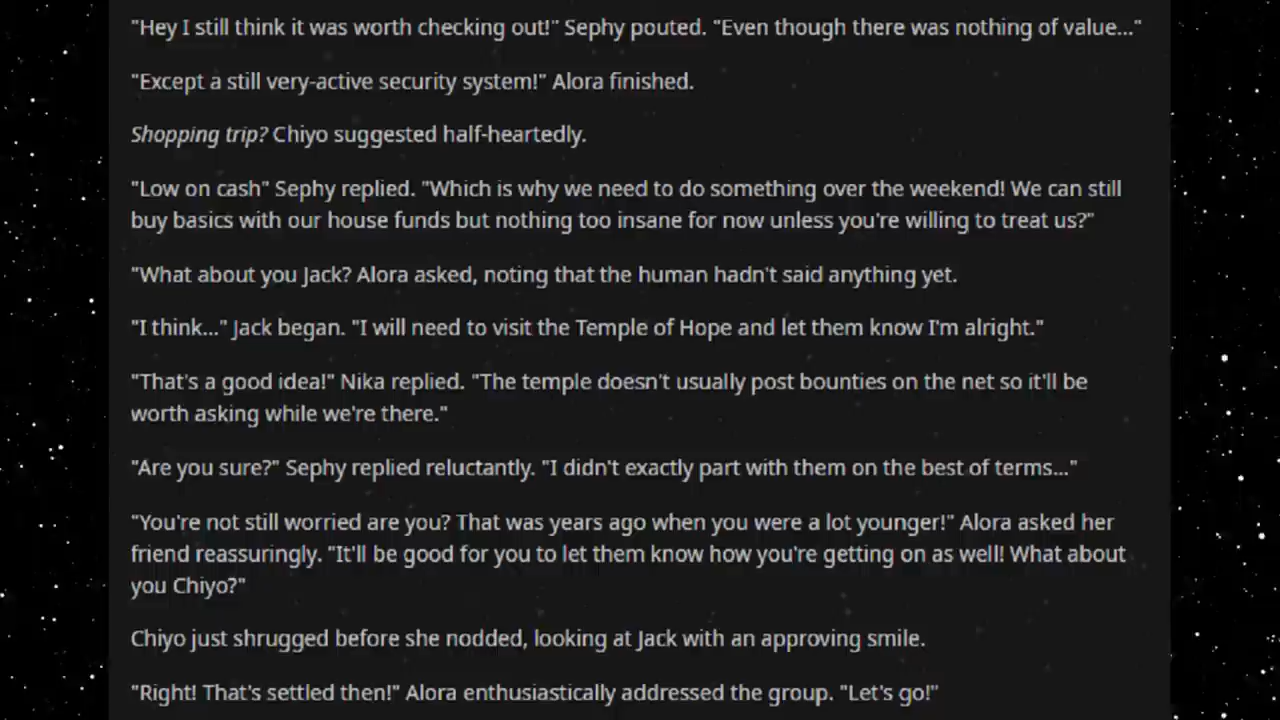 "Hey I still think it was worth checking out!" Sephy pouted. "Even though there was nothing of value..."
"Except a still very-active security system!" Alora finished.
Shopping trip? Chiyo suggested half-heartedly.
"Low on cash" Sephy replied. "Which is why we need to do something over the weekend! We can still
buy basics with our house funds but nothing too insane for now unless you're willing to treat us?"
"What about you Jack? Alora asked, noting that the human hadn't said anything yet.
"I think..." Jack began. "I will need to visit the Temple of Hope and let them know I'm alright."
"That's a good idea!" Nika replied. "The temple doesn't usually post bounties on the net so it'll be
worth asking while we're there."
"Are you sure?" Sephy replied reluctantly. "I didn't exactly part with them on the best of terms..."
"You're not still worried are you? That was years ago when you were a lot younger!" Alora asked her
friend reassuringly. "It'll be good for you to let them know how you're getting on as well! What about
you Chiyo?"
Chiyo just shrugged before she nodded, looking at Jack with an approving smile.
"Right! That's settled then!" Alora enthusiastically addressed the group. "Let's go!"